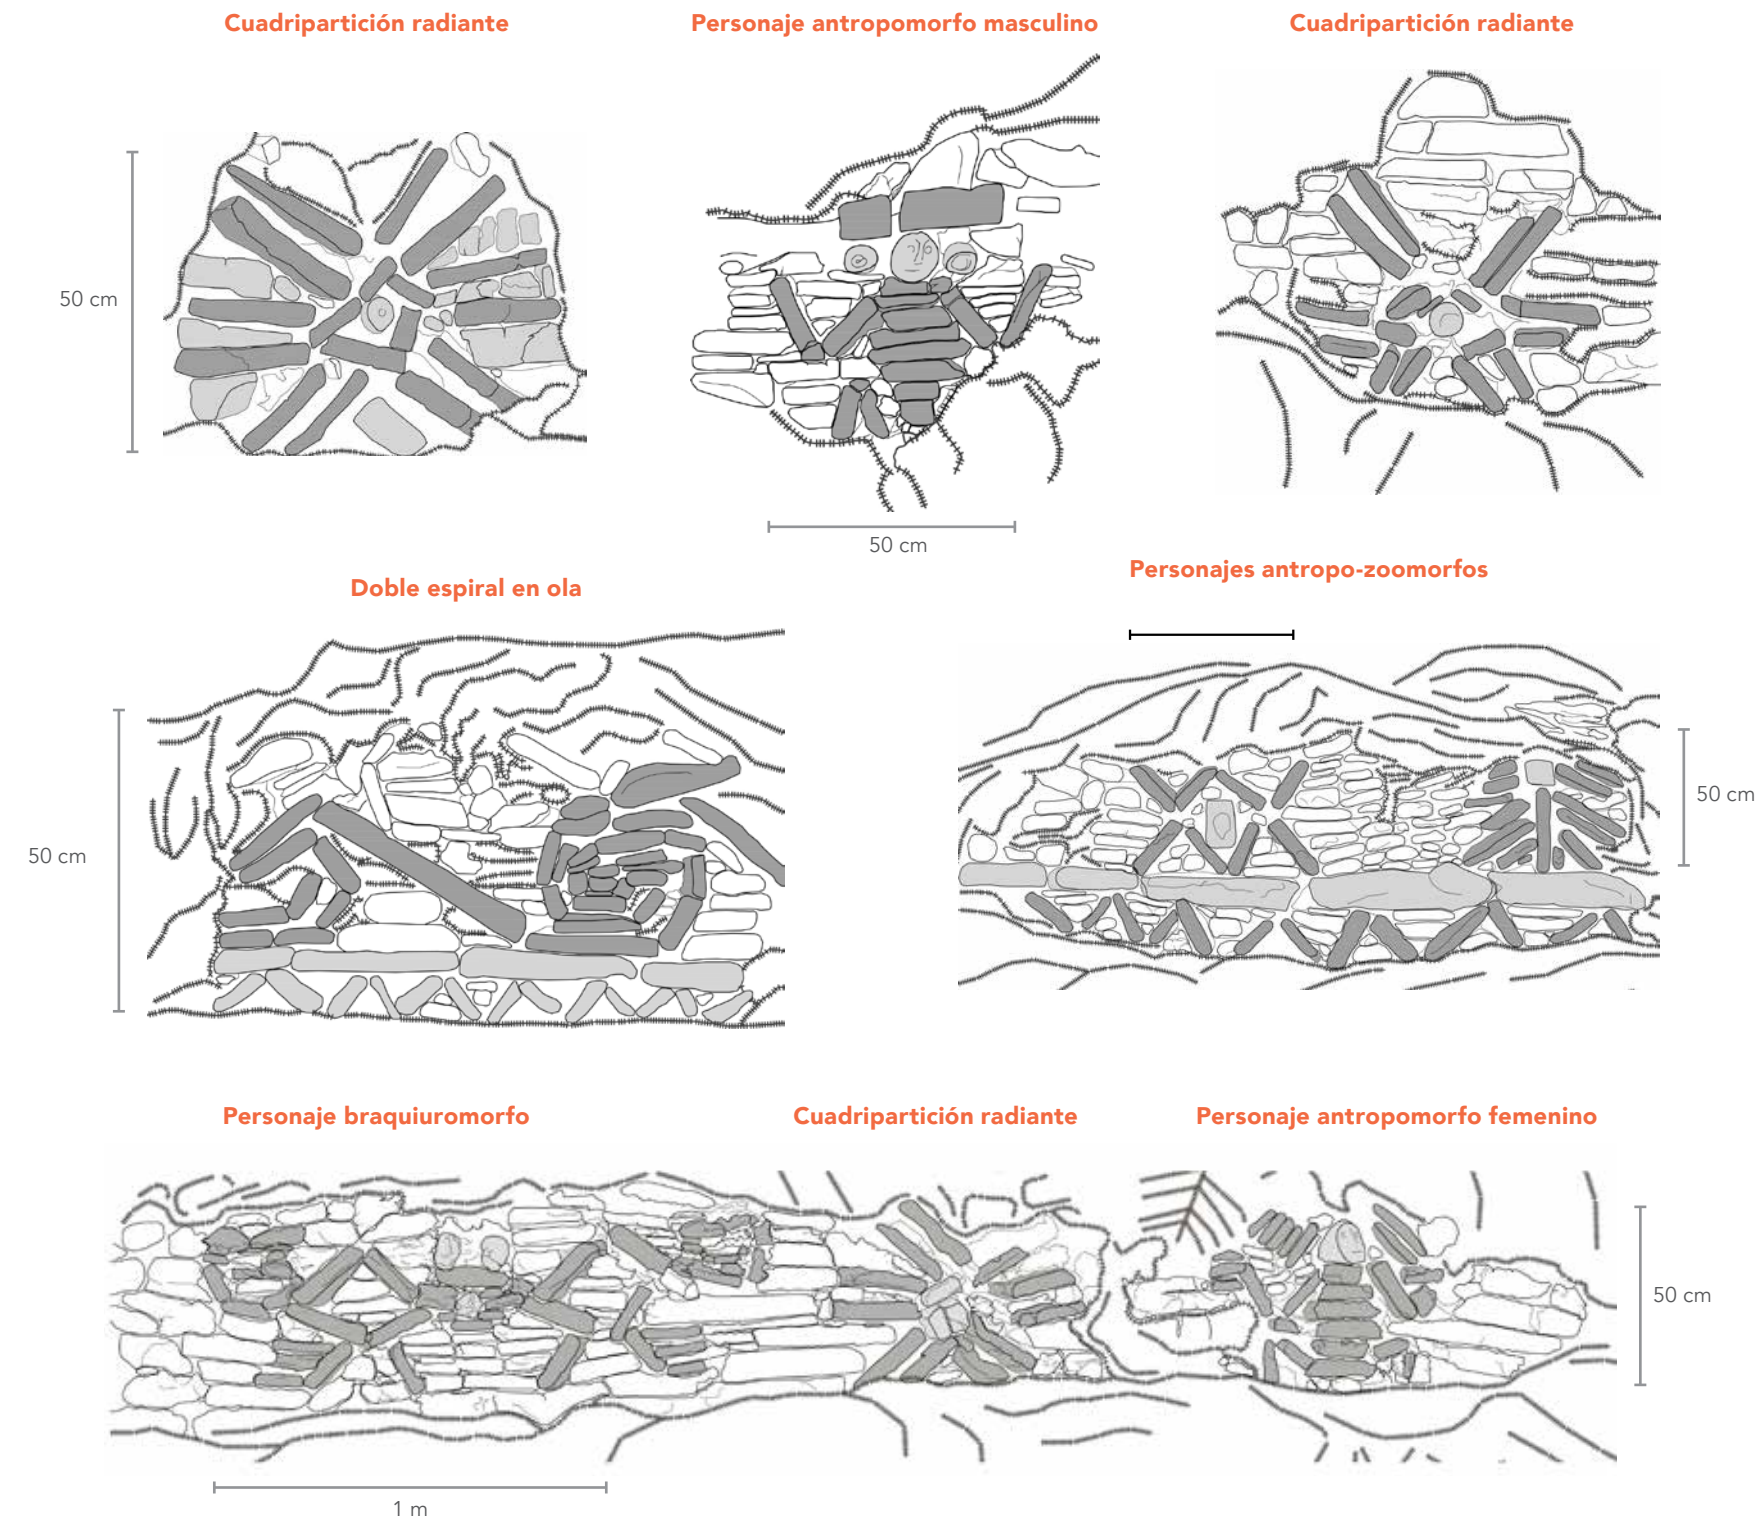 Cuadripartición radiante
Personaje antropomorfo masculino
Cuadripartición radiante
50 cm
50 cm
Doble espiral en ola
Personajes antropo-zoomorfos
50 cm
50 cm
Personaje braquiuromorfo
Cuadripartición radiante
Personaje antropomorfo femenino
50 cm
1 m